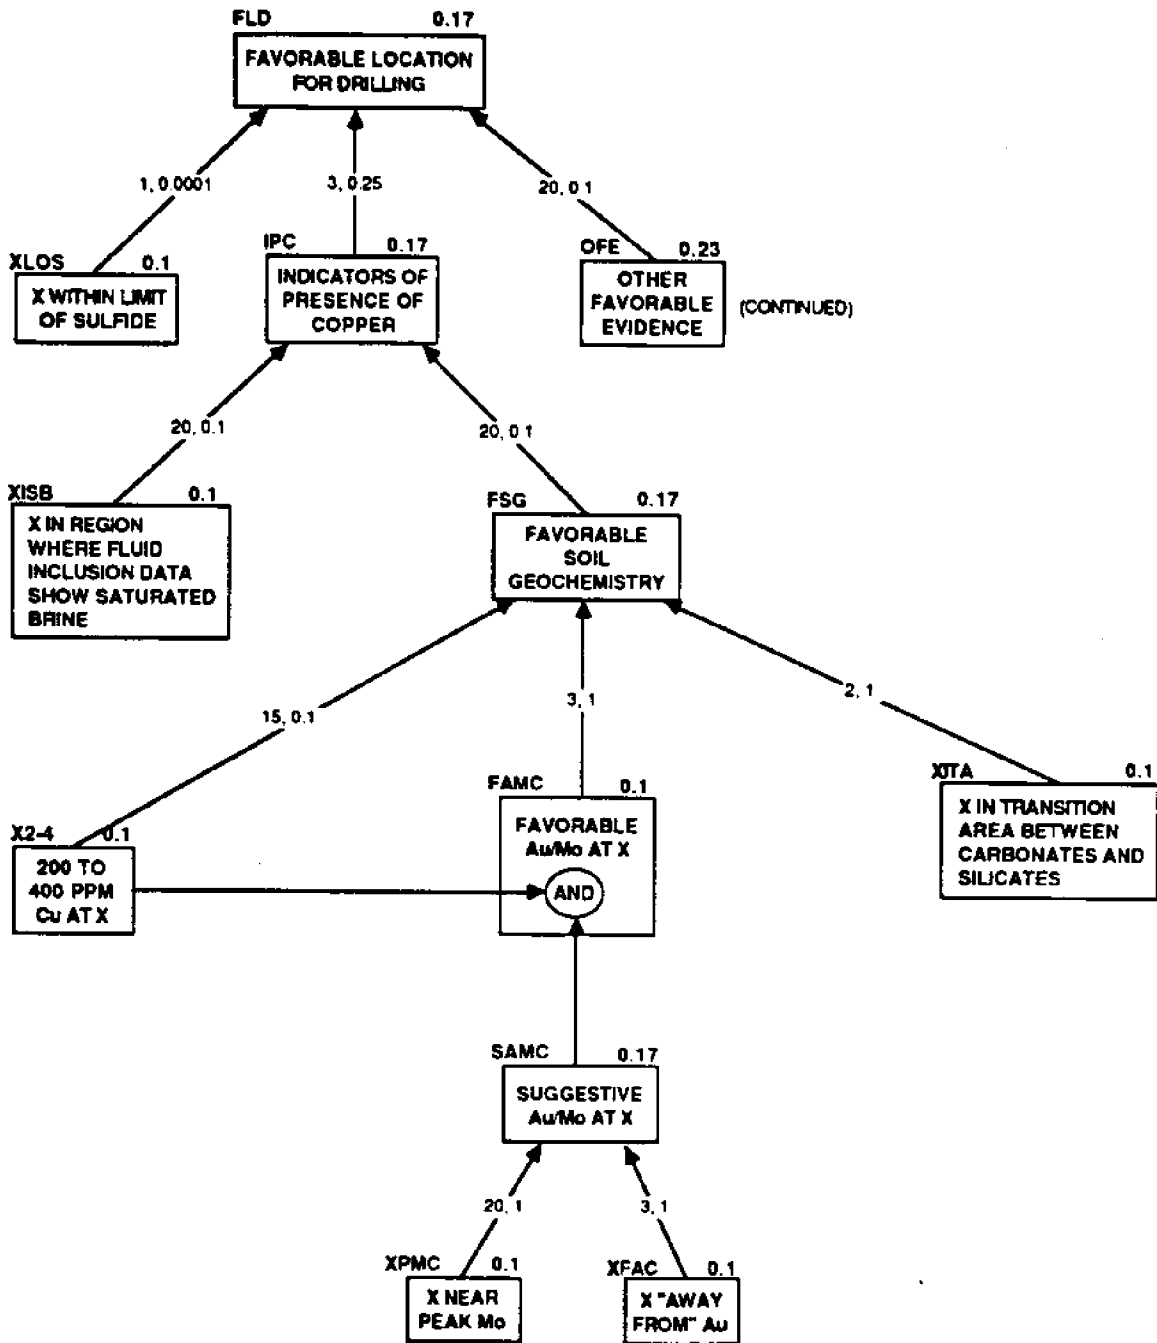 FLD 0.17
FAVORABLE LOCATION
FOR DRILLING
1, 0.0001
3, 0.25
20, 0.1
XLOS 0.1
X WITHIN LIMIT
OF SULFIDE
IPC 0.17
INDICATORS OF
PRESENCE OF
COPPER
OFE 0.23
OTHER
FAVORABLE
EVIDENCE
(CONTINUED)
20, 0.1
20, 0.1
XISB 0.1
X IN REGION
WHERE FLUID
INCLUSION DATA
SHOW SATURATED
BRINE
FSG 0.17
FAVORABLE
SOIL
GEOCHEMISTRY
15, 0.1
3, 1
2, 1
X2-4 0.1
200 TO
400 PPM
Cu AT X
FAMC 0.1
FAVORABLE
Au/Mo AT X
AND
XITA 0.1
X IN TRANSITION
AREA BETWEEN
CARBONATES AND
SILICATES
SAMC 0.17
SUGGESTIVE
Au/Mo AT X
20, 1
3, 1
XPMC 0.1
X NEAR
PEAK Mo
XFAC 0.1
X "AWAY
FROM" Au